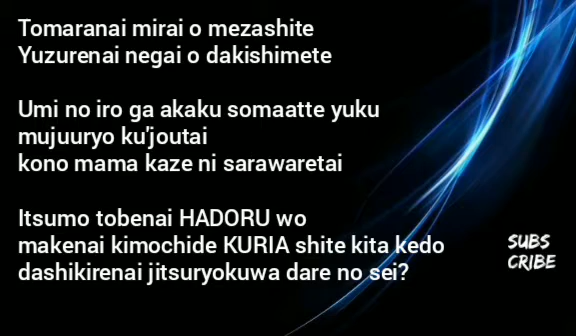 Tomaranai mirai o mezashite
Yuzurenai negai o dakishimete
Umi no iro ga akaku somaatte yuku
mujuuryo ku'joutai
kono mama kaze ni sarawaretai
Itsumo tobenai HADORU wo
makenai kimochide KURIA shite kita kedo
dashikirenai jitsuryokuwa dare no sei?
SUBS
CRIBE